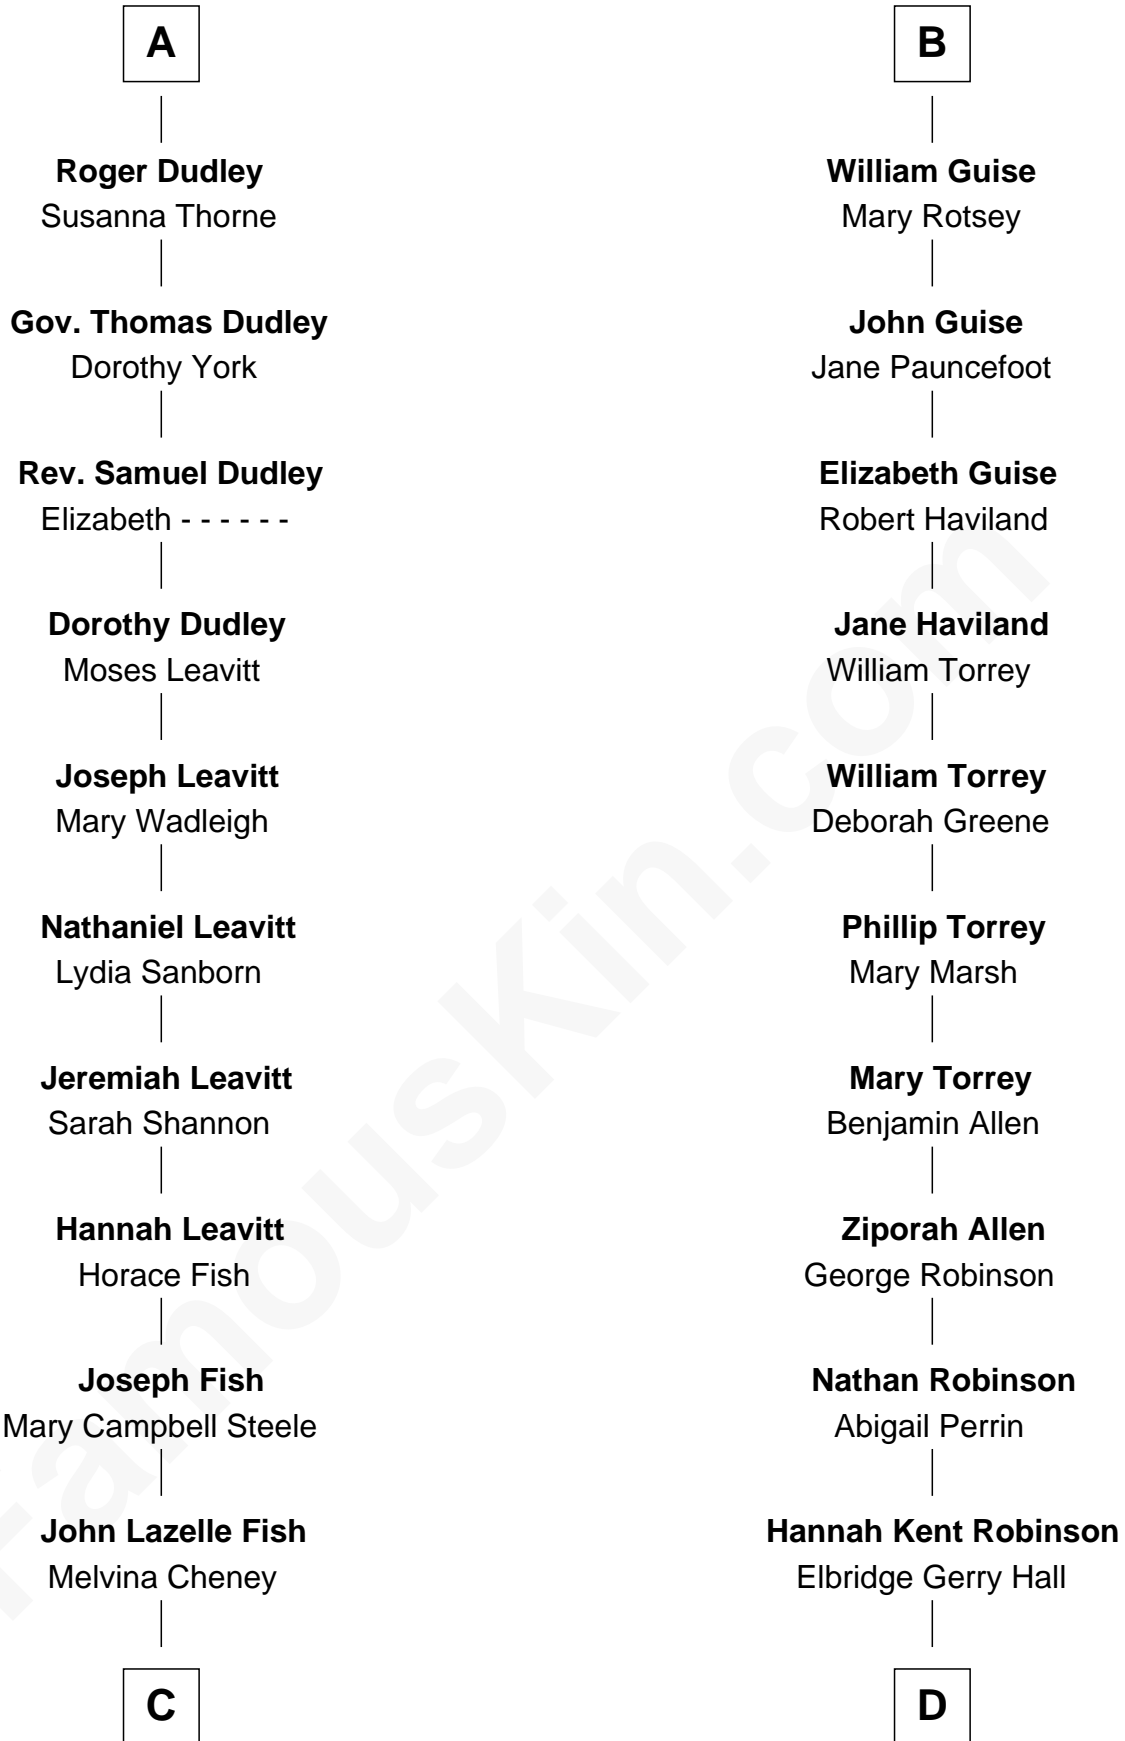 A
Roger Dudley
Susanna Thorne
Gov. Thomas Dudley
Dorothy York
Rev. Samuel Dudley
Elizabeth - - - - - -
Dorothy Dudley
Moses Leavitt
Joseph Leavitt
Mary Wadleigh
Nathaniel Leavitt
Lydia Sanborn
Jeremiah Leavitt
Sarah Shannon
Hannah Leavitt
Horace Fish
Joseph Fish
Mary Campbell Steele
John Lazelle Fish
Melvina Cheney
C
B
William Guise
Mary Rotsey
John Guise
Jane Pauncefoot
Elizabeth Guise
Robert Haviland
Jane Haviland
William Torrey
William Torrey
Deborah Greene
Phillip Torrey
Mary Marsh
Mary Torrey
Benjamin Allen
Ziporah Allen
George Robinson
Nathan Robinson
Abigail Perrin
Hannah Kent Robinson
Elbridge Gerry Hall
D
FamousKin.com